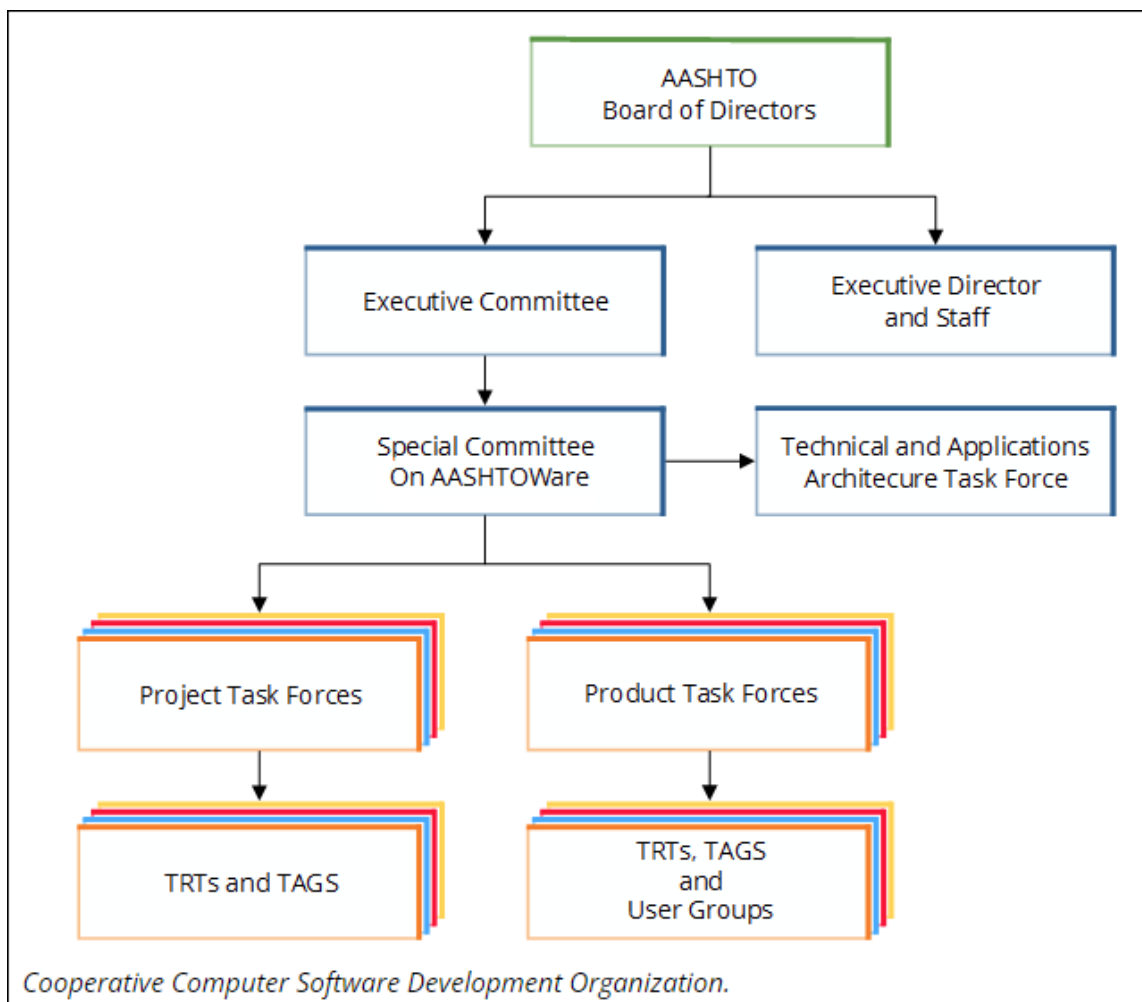 AASHTO
Board of Directors
Executive Committee
Executive Director
and Staff
Special Committee
On AASHTOWare
Technical and Applications
Architecure Task Force
Project Task Forces
Product Task Forces
TRTs and TAGS
TRTs, TAGS
and
User Groups
Cooperative Computer Software Development Organization.